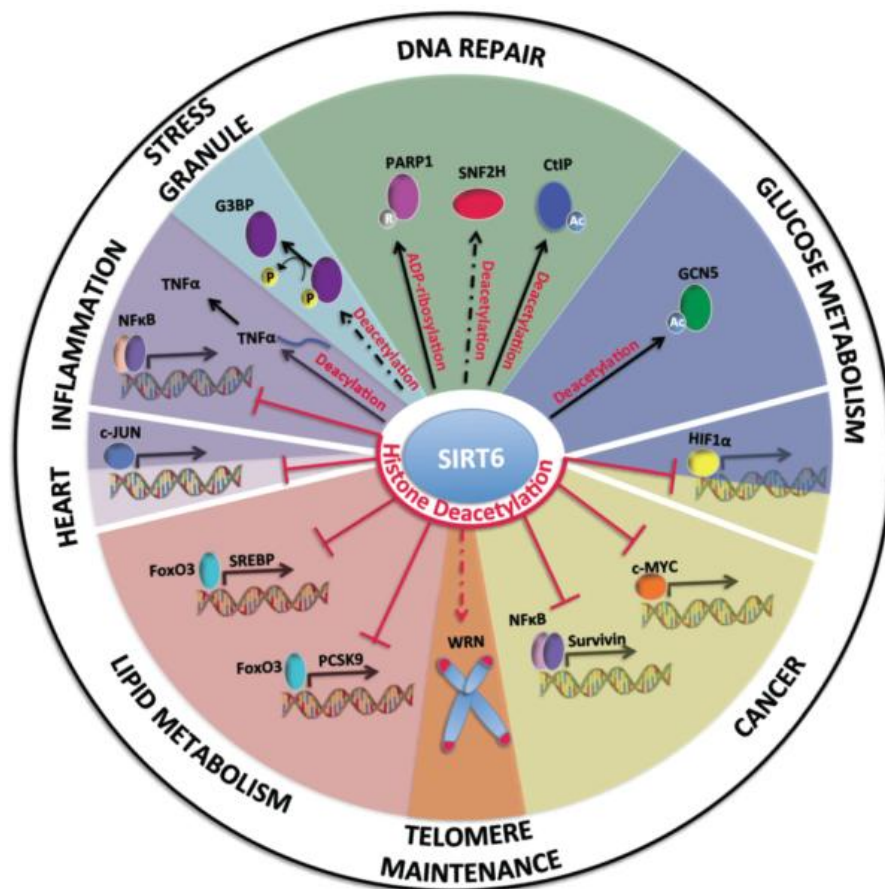 DNA REPAIR
STRESS
GRANULE
GLUCOSE METABOLISM
INFLAMMATION
HEART
LIPID METABOLISM
TELOMERE
MAINTENANCE
CANCER
PARP1
R
SNF2H
CtIP
Ac
ADP-ribosylation
Deacetylation
Deacetylation
G3BP
P
P
Deacetylation
GCN5
Ac
Deacetylation
TNFα
TNFα
Deacylation
NFκB
c-JUN
HIF1α
SIRT6
Histone Deacetylation
FoxO3
SREBP
FoxO3
PCSK9
WRN
NFκB
Survivin
c-MYC